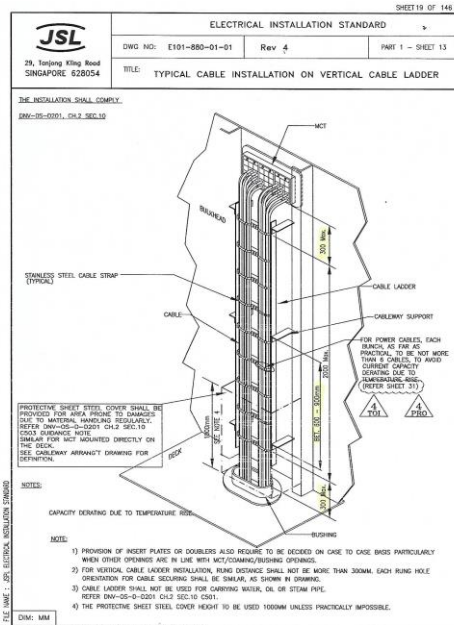 SHEET19 OF 146
JSL
29, Tanjong Kling Road
SINGAPORE 628054
ELECTRICAL INSTALLATION STANDARD
DWG NO: E101-880-01-01
Rev 4
PART 1 - SHEET 13
TITLE: TYPICAL CABLE INSTALLATION ON VERTICAL CABLE LADDER
THE INSTALLATION SHALL COMPLY
DNV-OS-D201, CH.2 SEC.10
MCT
BULKHEAD
300 Max.
STAINLESS STEEL CABLE STRAP
(TYPICAL)
CABLE LADDER
CABLEWAY SUPPORT
CABLE
2000 Max.
FOR POWER CABLES, EACH
BUNCH, AS FAR AS
PRACTICAL, TO BE NOT MORE
THAN 6 CABLES, TO AVOID
CURRENT CAPACITY
DERATING DUE TO
TEMPERATURE RISE
(REFER SHEET 31)
4
TOI
4
PRO
PROTECTIVE SHEET STEEL COVER SHALL BE
PROVIDED FOR AREA PRONE TO DAMAGES
DUE TO MATERIAL HANDLING REGULARLY.
REFER DNV-OS-D-0201 CH.2 SEC.10
C503 GUIDANCE NOTE
SIMILAR FOR MCT MOUNTED DIRECTLY ON
THE DECK.
SEE CABLEWAY ARRANG'T DRAWING FOR
DEFINITION.
SEE NOTE 4
DECK
300 Max.
BUSHING
NOTES:
CAPACITY DERATING DUE TO TEMPERATURE RISE
NOTE:
1) PROVISION OF INSERT PLATES OR DOUBLERS ALSO REQUIRE TO BE DECIDED ON CASE TO CASE BASIS PARTICULARLY
WHEN OTHER OPENINGS ARE IN LINE WITH MCT/COAMING/BUSHING OPENINGS.
2) FOR VERTICAL CABLE LADDER INSTALLATION, RUNG DISTANCE SHALL NOT BE MORE THAN 300MM. EACH RUNG HOLE
ORIENTATION FOR CABLE SECURING SHALL BE SIMILAR, AS SHOWN IN DRAWING.
3) CABLE LADDER SHALL NOT BE USED FOR CARRYING WATER, OIL OR STEAM PIPE.
REFER DNV-OS-D-0201 CH.2 SEC.10 C501.
4) THE PROTECTIVE SHEET STEEL COVER HEIGHT TO BE USED 1000MM UNLESS PRACTICALLY IMPOSSIBLE.
FILE NAME : JSPL ELECTRICAL INSTALLATION STANDARD
DIM: MM